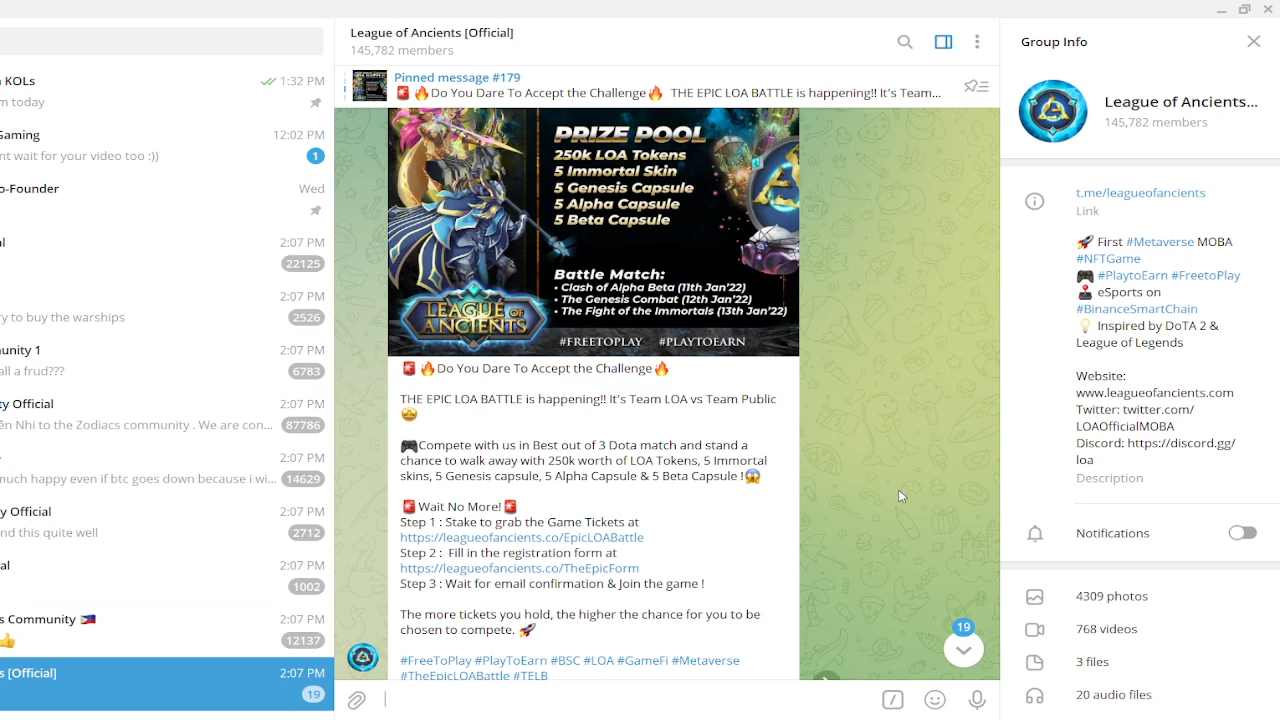 KOLs
1:32 PM
m today
Gaming
12:02 PM
nt wait for your video too :))
1
o-Founder
Wed
al
2:07 PM
22125
2:07 PM
ry to buy the warships
2526
unity 1
2:07 PM
all a frud???
6783
ty Official
2:07 PM
ên Nhi to the Zodiacs community . We are con...
87786
2:07 PM
much happy even if btc goes down because i wi...
14629
y Official
2:07 PM
nd this quite well
2712
al
2:07 PM
1002
s Community 🇵🇭
2:07 PM
👍
12137
s [Official]
2:07 PM
19
League of Ancients [Official]
145,782 members
Pinned message #179
🚨 🔥Do You Dare To Accept the Challenge🔥 THE EPIC LOA BATTLE is happening!! It's Team...
PRIZE POOL
250k LOA Tokens
5 Immortal Skin
5 Genesis Capsule
5 Alpha Capsule
5 Beta Capsule
Battle Match:
• Clash of Alpha Beta (11th Jan'22)
• The Genesis Combat (12th Jan'22)
• The Fight of the Immortals (13th Jan'22)
LEAGUE OF
ANCIENTS
#FREETOPLAY #PLAYTOEARN
🚨 🔥Do You Dare To Accept the Challenge🔥
THE EPIC LOA BATTLE is happening!! It's Team LOA vs Team Public
🤩
🎮Compete with us in Best out of 3 Dota match and stand a
chance to walk away with 250k worth of LOA Tokens, 5 Immortal
skins, 5 Genesis capsule, 5 Alpha Capsule & 5 Beta Capsule !😱
🚨Wait No More!🚨
Step 1 : Stake to grab the Game Tickets at
https://leagueofancients.co/EpicLOABattle
Step 2 : Fill in the registration form at
https://leagueofancients.co/TheEpicForm
Step 3 : Wait for email confirmation & Join the game !
The more tickets you hold, the higher the chance for you to be
chosen to compete. 🚀
#FreeToPlay #PlayToEarn #BSC #LOA #GameFi #Metaverse
#TheEpicLOABattle #TELB
19
Group Info
League of Ancients...
145,782 members
t.me/leagueofancients
Link
🚀 First #Metaverse MOBA
#NFTGame
🎮 #PlaytoEarn #FreetoPlay
🕹 eSports on
#BinanceSmartChain
💡 Inspired by DoTA 2 &
League of Legends
Website:
www.leagueofancients.com
Twitter: twitter.com/
LOAOfficialMOBA
Discord: https://discord.gg/
loa
Description
Notifications
4309 photos
768 videos
3 files
20 audio files